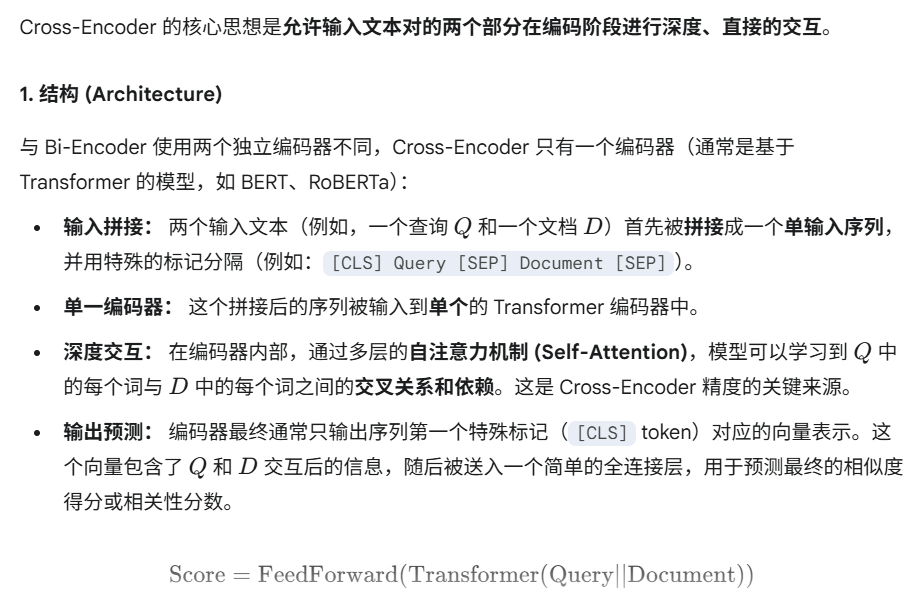 Cross-Encoder 的核心思想是允许输入文本对的两个部分在编码阶段进行深度、直接的交互。
1. 结构 (Architecture)
与 Bi-Encoder 使用两个独立编码器不同，Cross-Encoder 只有一个编码器（通常是基于
Transformer 的模型，如 BERT、RoBERTa）：
• 输入拼接： 两个输入文本（例如，一个查询 Q 和一个文档 D）首先被拼接成一个单输入序列，
并用特殊的标记分隔（例如： [CLS] Query [SEP] Document [SEP] ）。
• 单一编码器： 这个拼接后的序列被输入到单个的 Transformer 编码器中。
• 深度交互： 在编码器内部，通过多层的自注意力机制 (Self-Attention)，模型可以学习到 Q 中
的每个词与 D 中的每个词之间的交叉关系和依赖。这是 Cross-Encoder 精度的关键来源。
• 输出预测： 编码器最终通常只输出序列第一个特殊标记（ [CLS] token）对应的向量表示。这
个向量包含了 Q 和 D 交互后的信息，随后被送入一个简单的全连接层，用于预测最终的相似度
得分或相关性分数。
Score = FeedForward(Transformer(Query||Document))